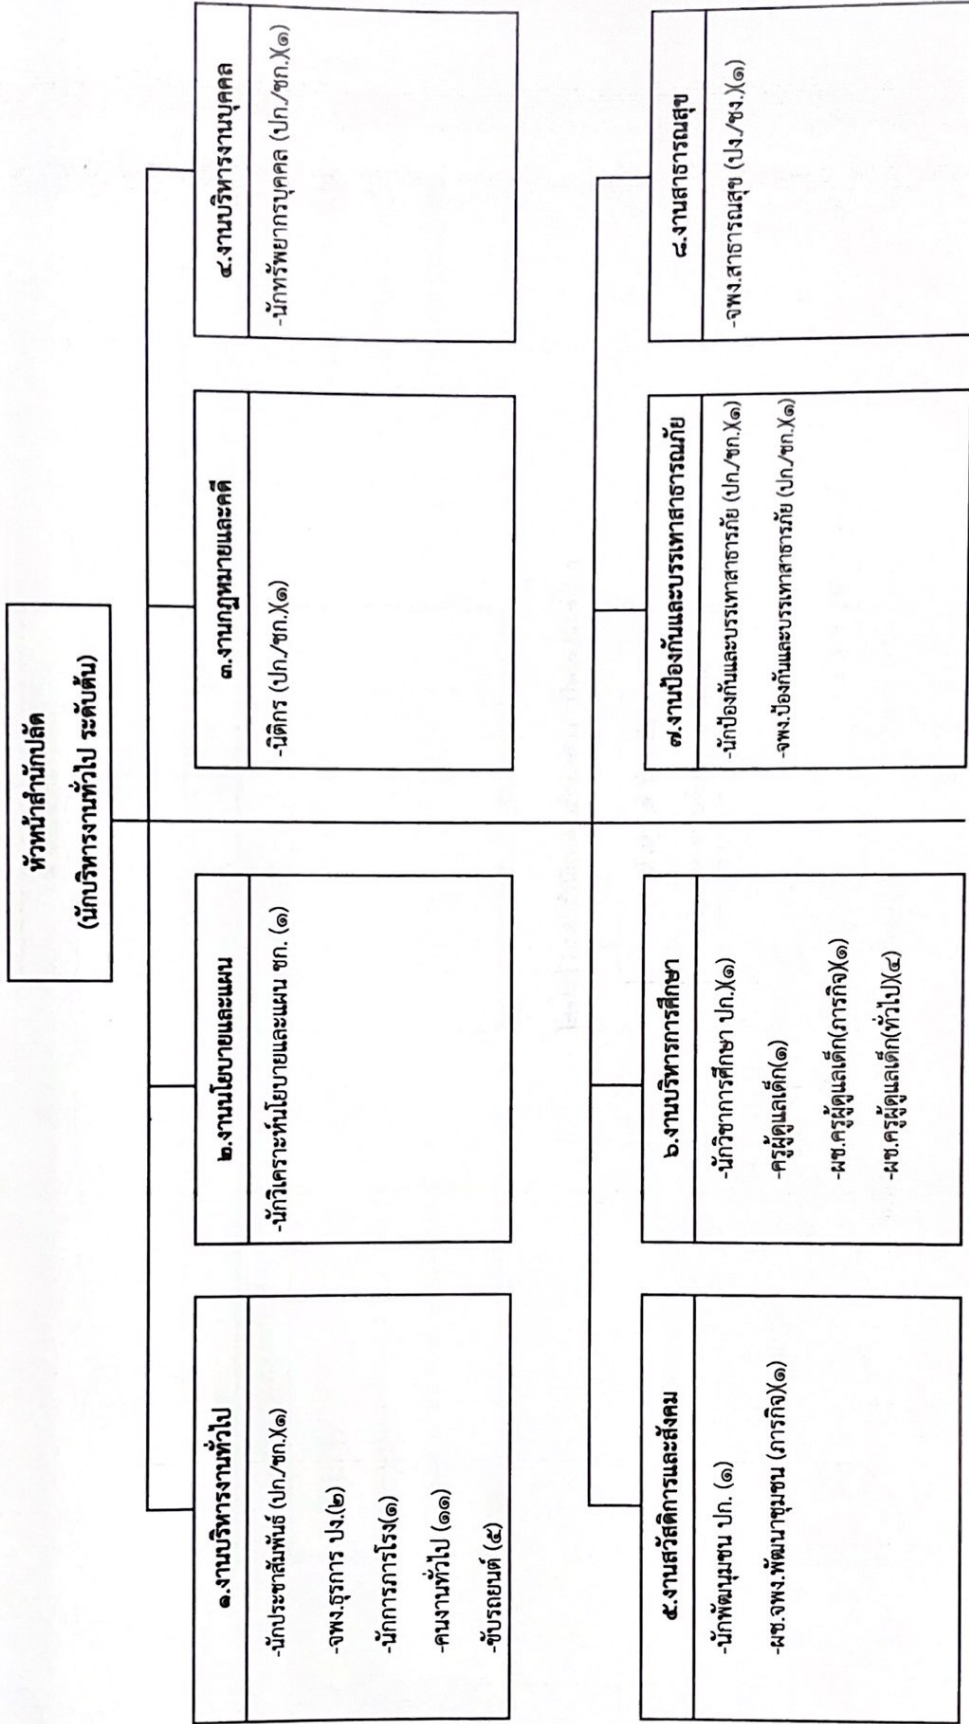 หัวหน้าสำนักปลัด
(นักบริหารงานทั่วไป ระดับต้น)
๑.งานบริหารงานทั่วไป
-นักประชาสัมพันธ์ (ปก./ชก.)(๑)
-จพง.ธุรการ ปง.(๒)
-นักการภารโรง(๑)
-คนงานทั่วไป (๑๑)
-ขับรถยนต์ (๕)
๒.งานนโยบายและแผน
-นักวิเคราะห์นโยบายและแผน ชก. (๑)
๓.งานกฎหมายและคดี
-นิติกร (ปก./ชก.)(๑)
๔.งานบริหารงานบุคคล
-นักทรัพยากรบุคคล (ปก./ชก.)(๑)
๕.งานสวัสดิการและสังคม
-นักพัฒนุมชน ปก. (๑)
-ผช.จพง.พัฒนาชุมชน (ภารกิจ)(๑)
๖.งานบริหารการศึกษา
-นักวิชาการศึกษา ปก.)(๑)
-ครูผู้ดูแลเด็ก(๑)
-ผช.ครูผู้ดูแลเด็ก(ภารกิจ)(๑)
-ผช.ครูผู้ดูแลเด็ก(ทั่วไป)(๔)
๗.งานป้องกันและบรรเทาสาธารณภัย
-นักป้องกันและบรรเทาสาธารภัย (ปก./ชก.)(๑)
-จพง.ป้องกันและบรรเทาสาธารภัย (ปก./ชก.)(๑)
๘.งานสาธารณสุข
-จพง.สาธารณสุข (ปง./ชง.)(๑)